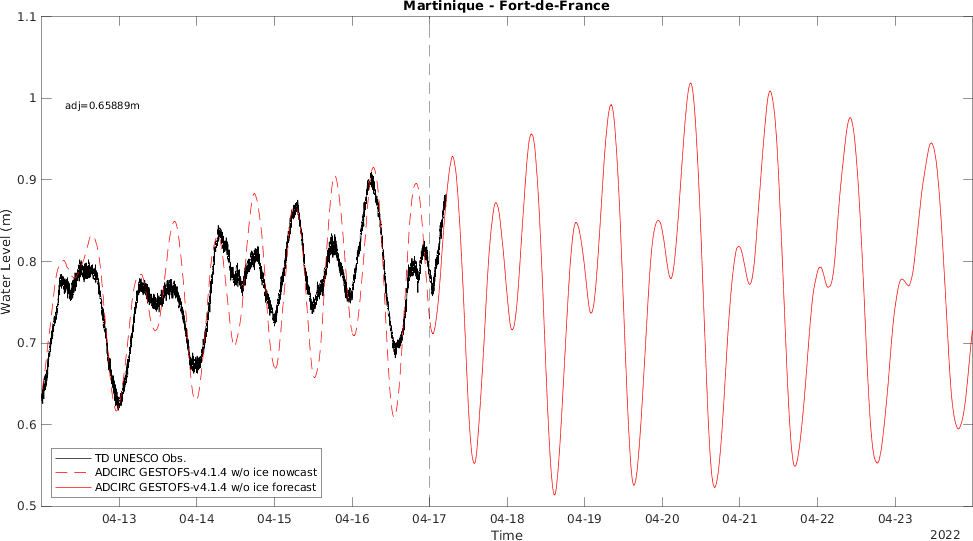 Martinique - Fort-de-France
1.1
1
0.9
0.8
0.7
0.6
0.5
Water Level (m)
adj=0.65889m
TD UNESCO Obs.
ADCIRC GESTOFS-v4.1.4 w/o ice nowcast
ADCIRC GESTOFS-v4.1.4 w/o ice forecast
04-13 04-14 04-15 04-16 04-17 04-18 04-19 04-20 04-21 04-22 04-23
Time
2022